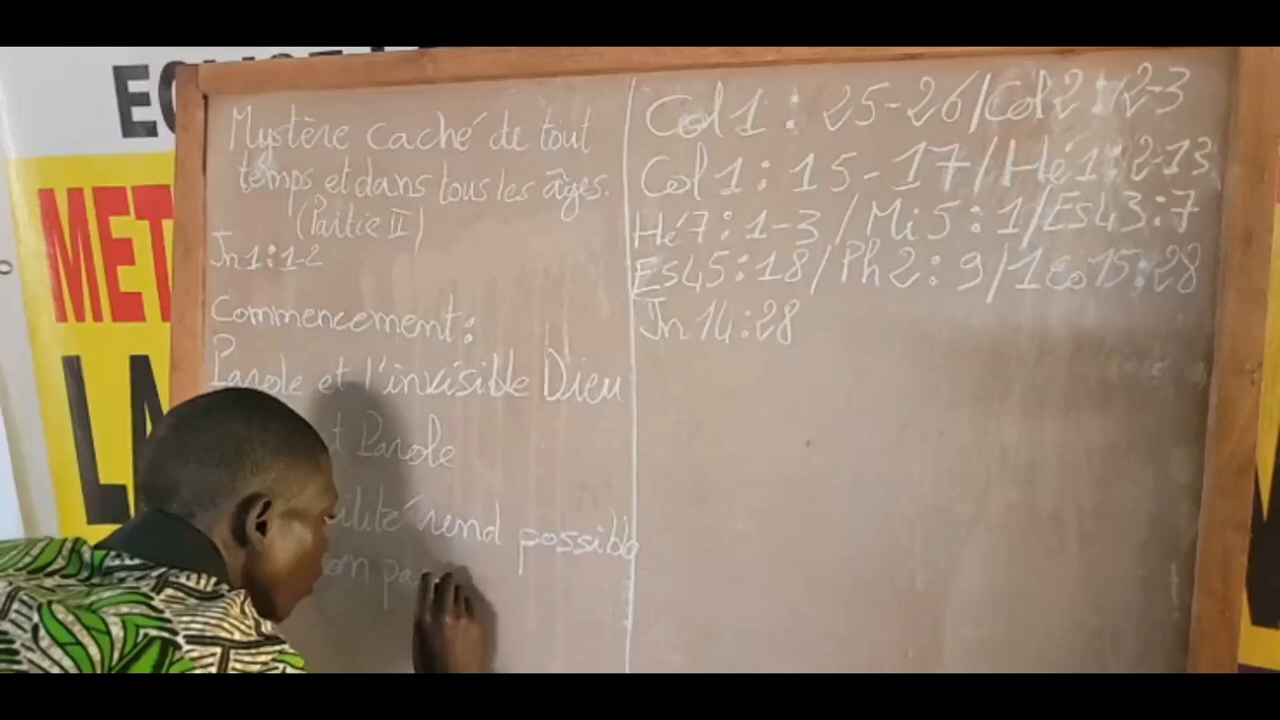 Mystère caché de tout
temps et dans tous les âges.
(Partie II)
Jn 1:1-2
Commencement:
Parole et l'invisible Dieu
Parole
rend possible
Col 1: 25-26/Col 2:2-3
Col 1: 15-17/Hé 1:2-13
Hé 7: 1-3/Mi 5: 1/Es 43:7
Es 45:18/Ph 2: 9/1 Co 15:28
Jn 14:28
MET